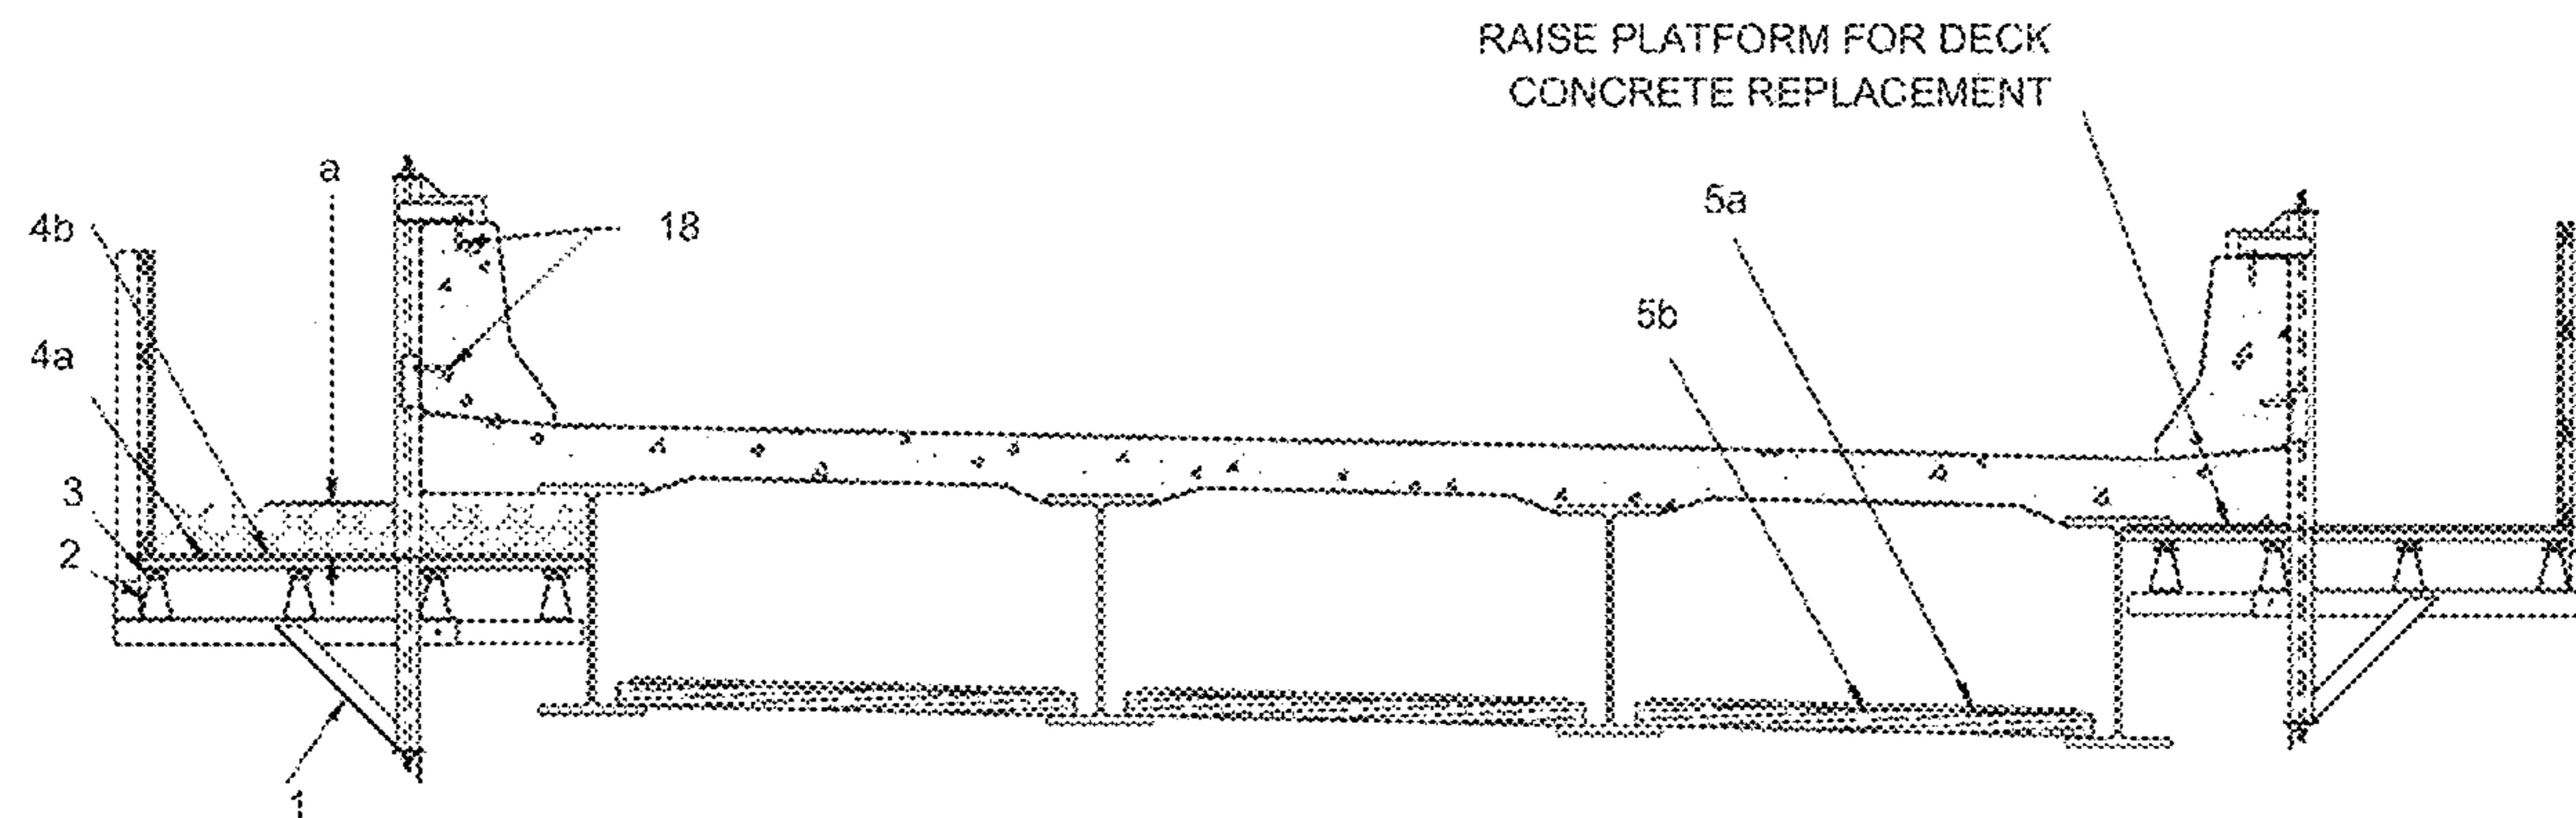 RAISE PLATFORM FOR DECK
CONCRETE REPLACEMENT
a
4b
18
5a
5b
4a
3
2
1